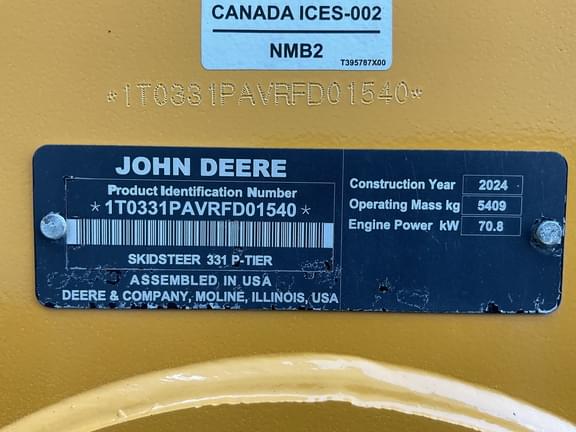 CANADA ICES-002
NMB2
T395787X00
*1T0331PAVRFD01540*
JOHN DEERE
Product Identification Number
*1T0331PAVRFD01540*
SKIDSTEER 331 P-TIER
ASSEMBLED IN USA
DEERE & COMPANY, MOLINE, ILLINOIS, USA
Construction Year 2024
Operating Mass kg 5409
Engine Power kW 70.8